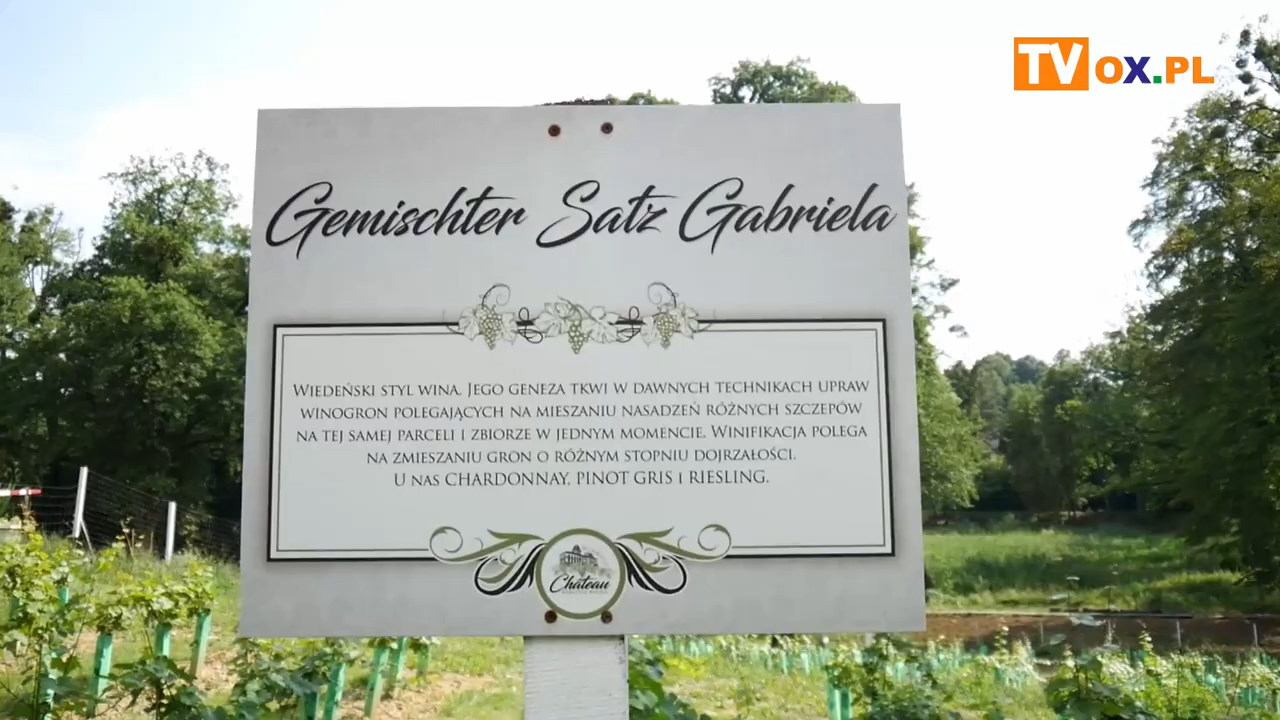 TVOX.PL
Gemischter Satz Gabriela
Wiedeński styl wina. Jego geneza tkwi w dawnych technikach upraw
winogron polegających na mieszaniu nasadzeń różnych szczepów
na tej samej parceli i zbiorze w jednym momencie. Winifikacja polega
na zmieszaniu gron o różnym stopniu dojrzałości.
U nas CHARDONNAY, PINOT GRIS i RIESLING.
Château